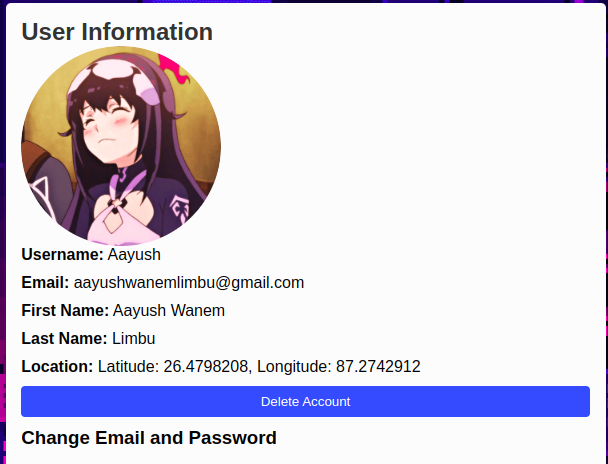 User Information
Username: Aayush
Email: aayushwanemlimbu@gmail.com
First Name: Aayush Wanem
Last Name: Limbu
Location: Latitude: 26.4798208, Longitude: 87.2742912
Delete Account
Change Email and Password